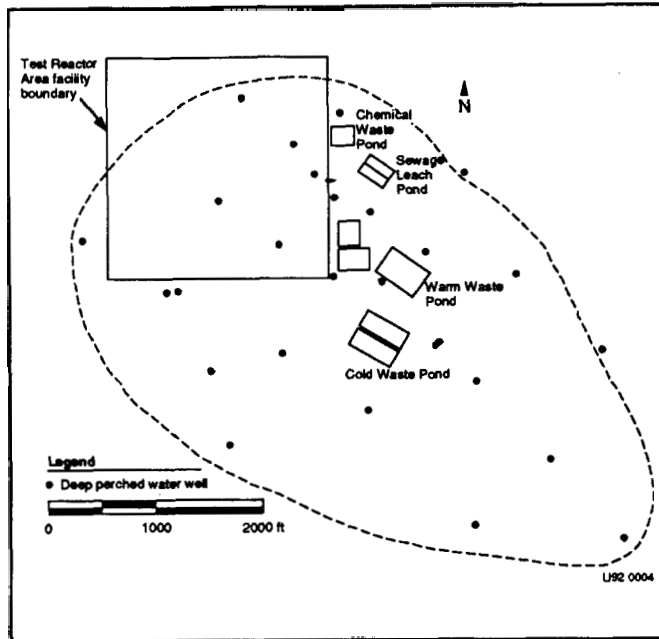 Test Reactor
Area facility
boundary
N
Chemical
Waste
Pond
Sewage
Leach
Pond
Warm Waste
Pond
Cold Waste Pond
Legend
Deep perched water well
0 1000 2000 ft
LI92 0004